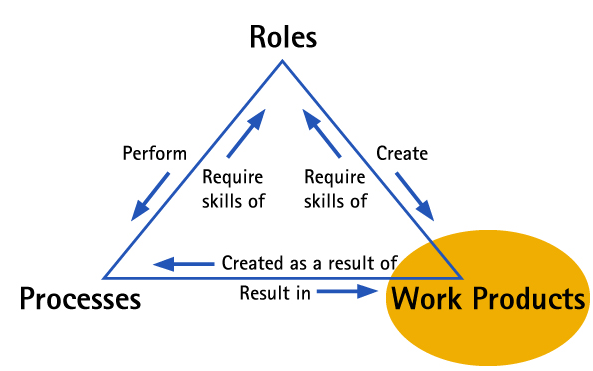 Roles
Perform
Create
Require
skills of
Require
skills of
Created as a result of
Result in
Processes
Work Products